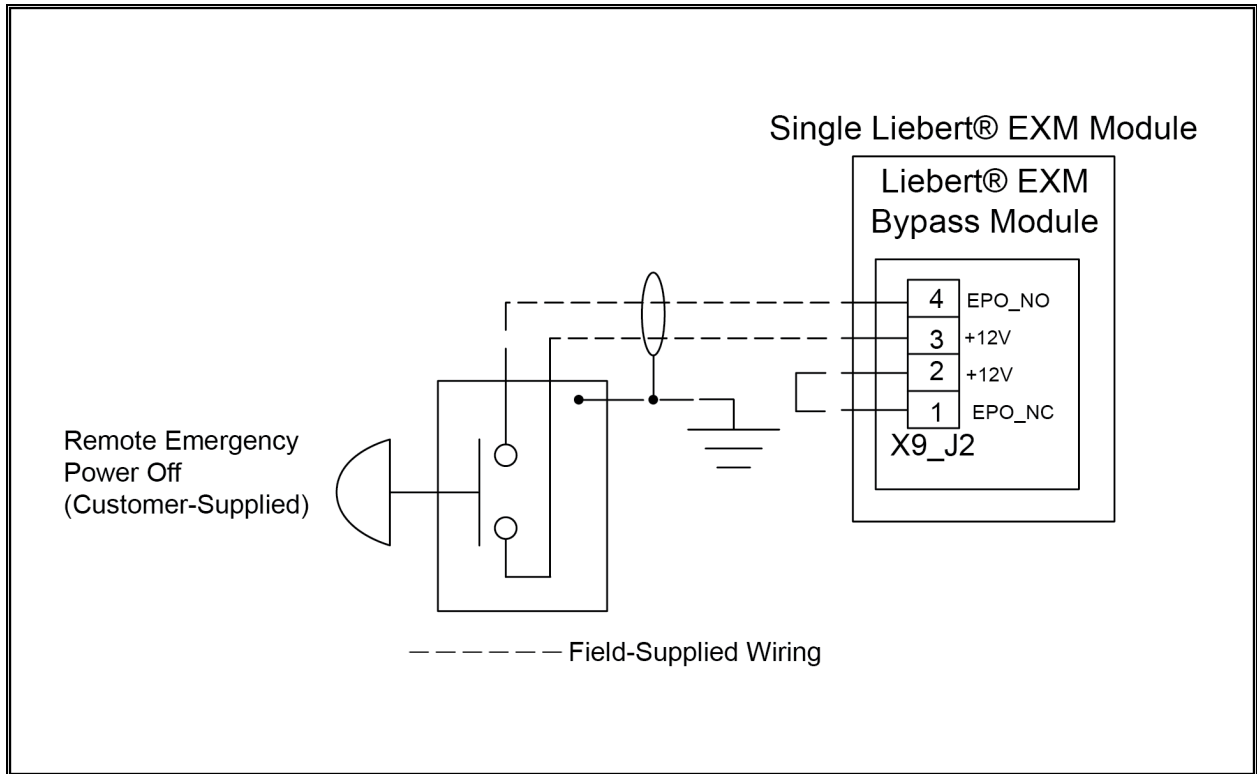 Single Liebert® EXM Module
Liebert® EXM
Bypass Module
4 EPO_NO
3 +12V
2 +12V
1 EPO_NC
X9_J2
Remote Emergency
Power Off
(Customer-Supplied)
Field-Supplied Wiring